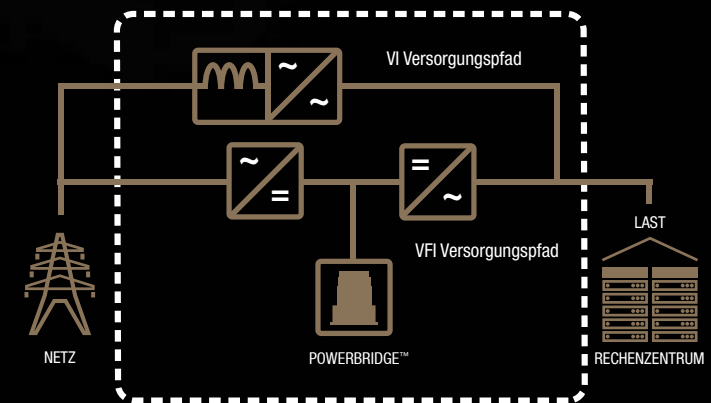 VI Versorgungspfad
VFI Versorgungspfad
LAST
NETZ
POWERBRIDGE™
RECHENZENTRUM